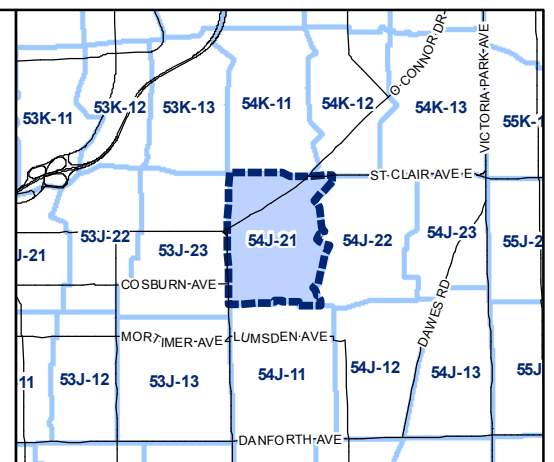 O CONNOR DR
VICTORIA PARK AVE
53K-11
53K-12
53K-13
54K-11
54K-12
54K-13
55K-1
ST CLAIR AVE E
J-21
53J-22
53J-23
54J-21
54J-22
54J-23
55J-2
COSBURN AVE
DAWES RD
MORTIMER AVE
LUMSDEN AVE
11
53J-12
53J-13
54J-11
54J-12
54J-13
55J
DANFORTH AVE